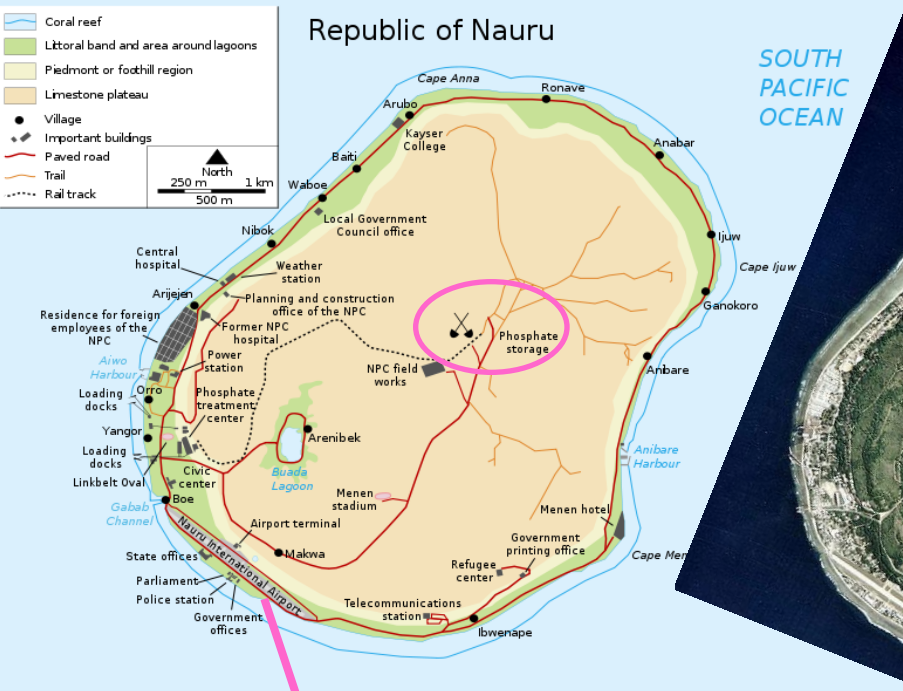 Republic of Nauru
Coral reef
Littoral band and area around lagoons
Piedmont or foothill region
Limestone plateau
Village
Important buildings
Paved road
Trail
Rail track
North
250 m 1 km
500 m
SOUTH
PACIFIC
OCEAN
Cape Anna
Ronave
Arubo
Kayser
College
Anabar
Baiti
Waboe
Local Government
Council office
Nibok
Ijuw
Cape Ijuw
Central
hospital
Weather
station
Arijejen
Planning and construction
office of the NPC
Ganokoro
Residence for foreign
employees of the
NPC
Former NPC
hospital
Phosphate
storage
Power
station
Aiwo
Harbour
NPC field
works
Anibare
Orro
Loading
docks
Phosphate
treatment
center
Yangor
Arenibek
Loading
docks
Anibare
Harbour
Linkbelt Oval
Civic
center
Buada
Lagoon
Boe
Menen
stadium
Gabab
Channel
Menen hotel
Airport terminal
Nauru International Airport
Government
printing office
State offices
Makwa
Cape Men
Refugee
center
Parliament
Police station
Government
offices
Telecommunications
station
Ibwenape